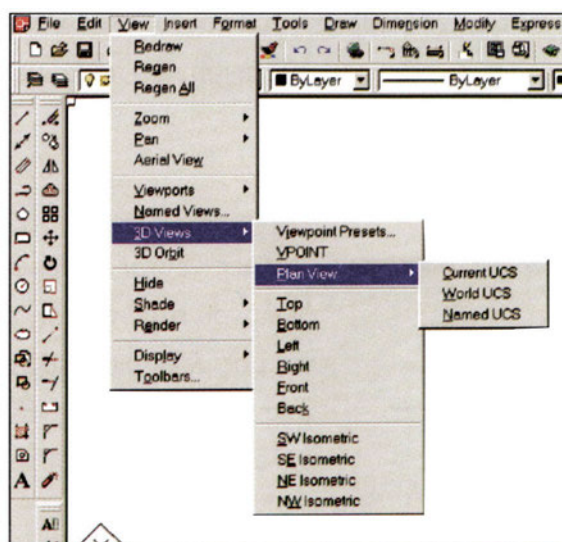 File Edit View Insert Format Tools Draw Dimension Modify Express
ByLayer ByLayer
Redraw
Regen
Regen All
Zoom
Pan
Aerial View
Viewports
Named Views...
3D Views
3D Orbit
Hide
Shade
Render
Display
Toolbars...
Viewpoint Presets...
VPOINT
Plan View
Top
Bottom
Left
Right
Front
Back
SW Isometric
SE Isometric
NE Isometric
NW Isometric
Current UCS
World UCS
Named UCS
A